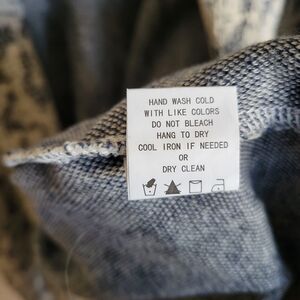 HAND WASH COLD
WITH LIKE COLORS
DO NOT BLEACH
HANG TO DRY
COOL IRON IF NEEDED
OR
DRY CLEAN